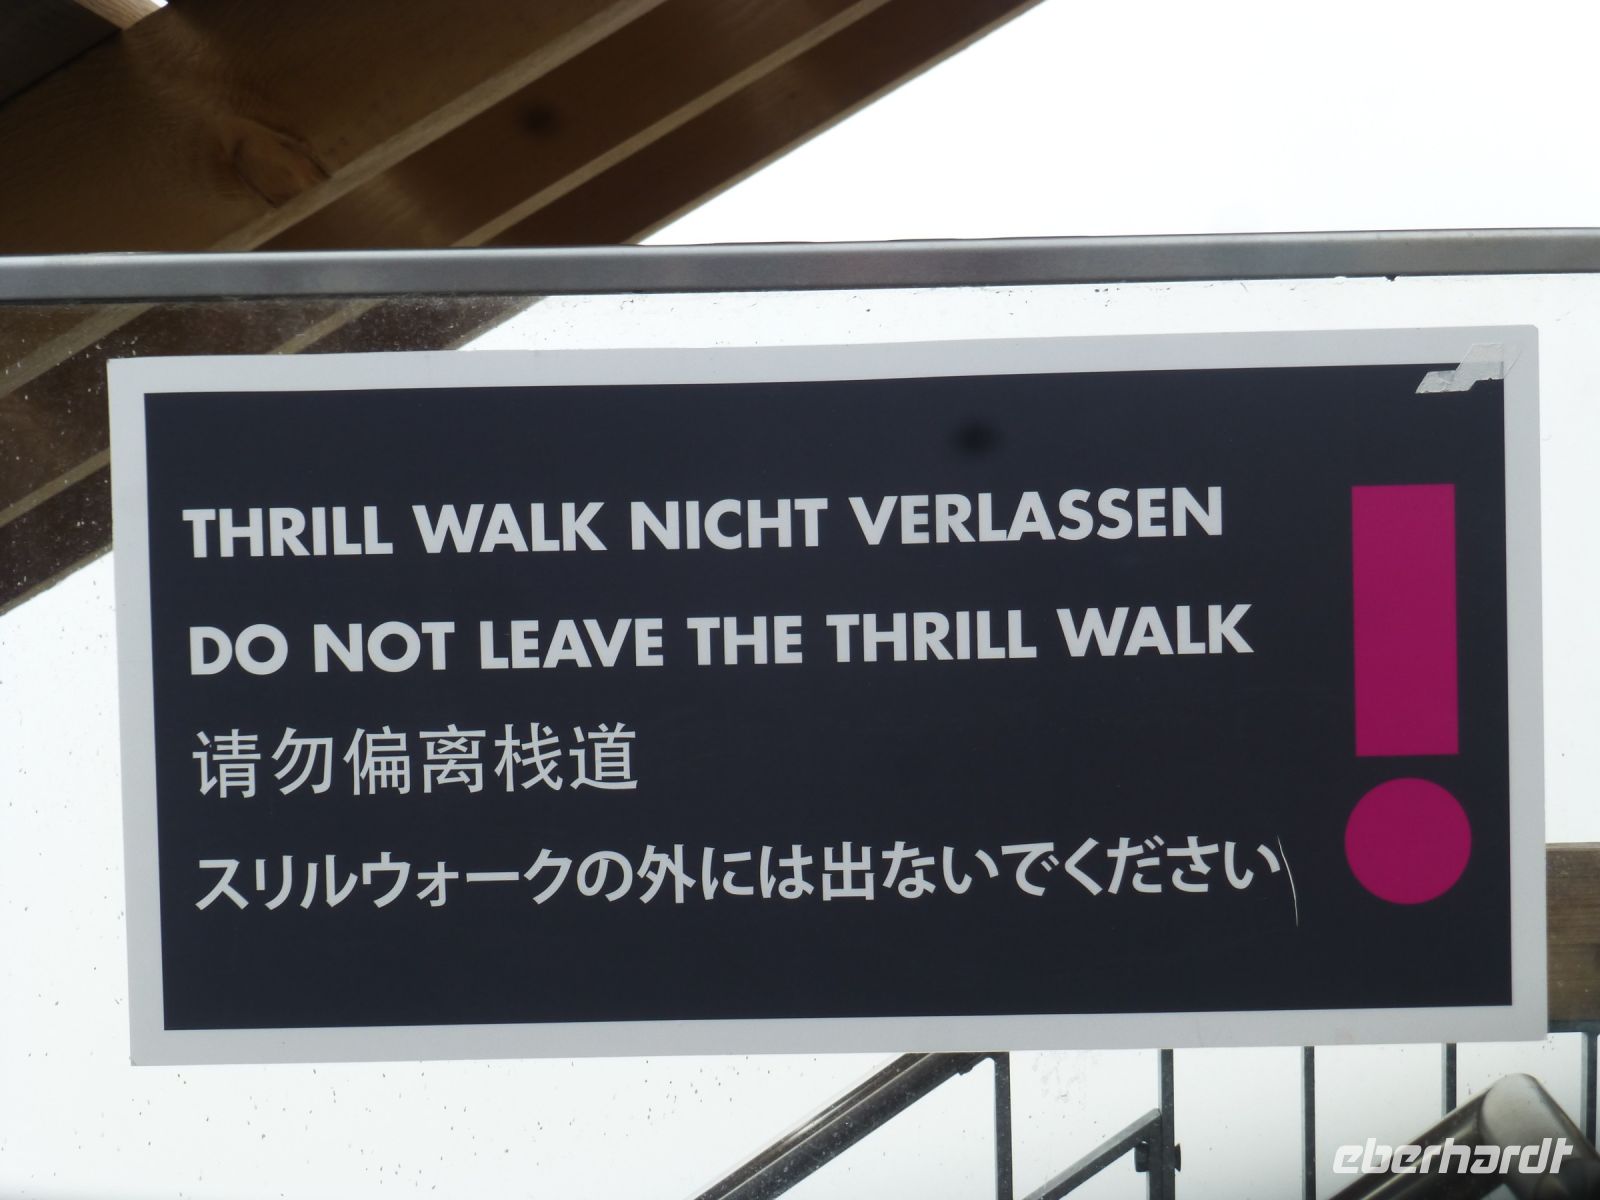 THRILL WALK NICHT VERLASSEN
DO NOT LEAVE THE THRILL WALK
请勿偏离栈道
スリルウォークの外には出ないでください
!
eberhardt